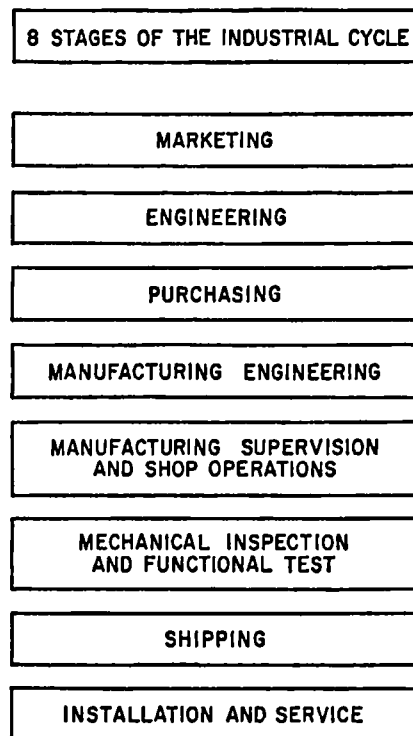 8 STAGES OF THE INDUSTRIAL CYCLE
MARKETING
ENGINEERING
PURCHASING
MANUFACTURING ENGINEERING
MANUFACTURING SUPERVISION
AND SHOP OPERATIONS
MECHANICAL INSPECTION
AND FUNCTIONAL TEST
SHIPPING
INSTALLATION AND SERVICE